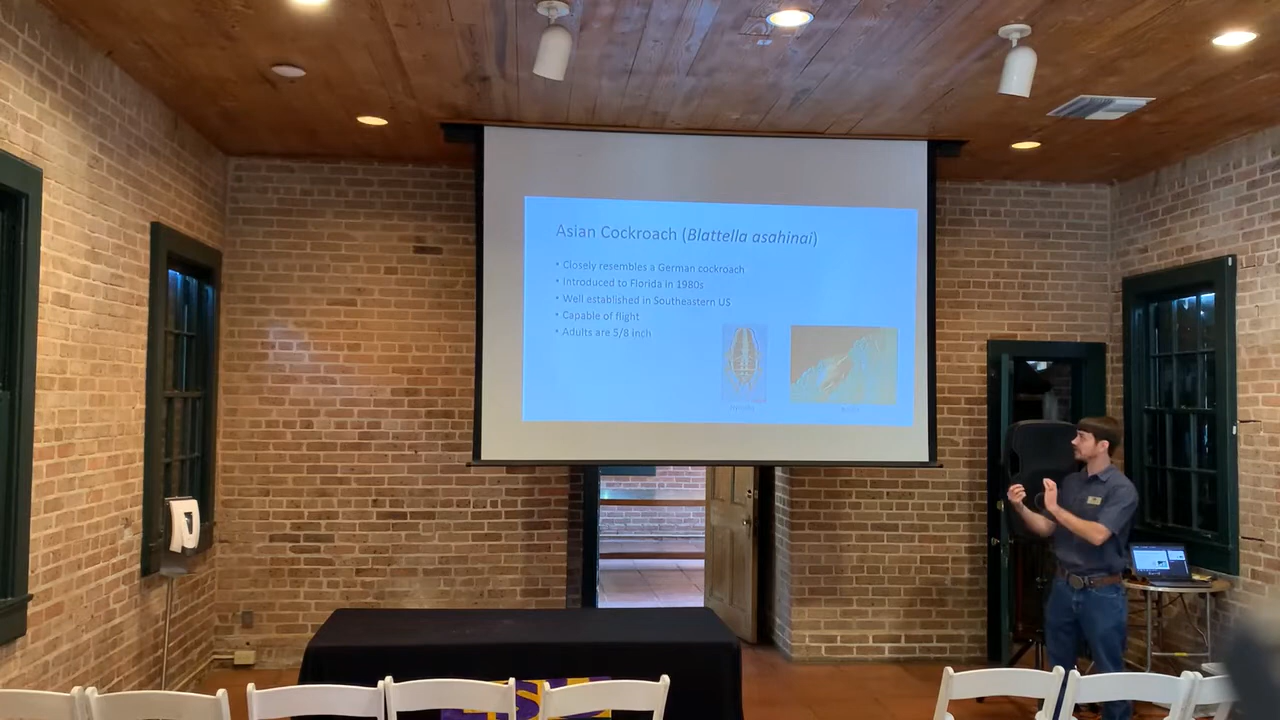 Asian Cockroach (Blattella asahinai)
• Closely resembles a German cockroach
• Introduced to Florida in 1980s
• Well established in Southeastern US
• Capable of flight
• Adults are 5/8 inch